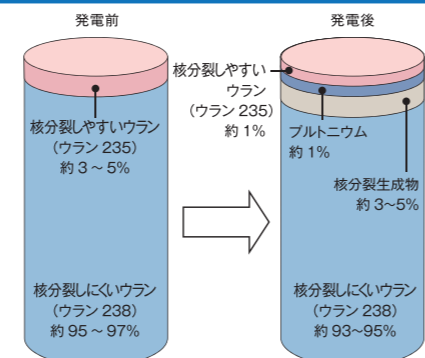 発電前
核分裂しやすいウラン
(ウラン 235)
約 3 ~ 5%
核分裂しにくいウラン
(ウラン 238)
約 95 ~ 97%
発電後
核分裂しやすい
ウラン
(ウラン 235)
約 1%
プルトニウム
約 1%
核分裂生成物
約 3~5%
核分裂しにくいウラン
(ウラン 238)
約 93~95%